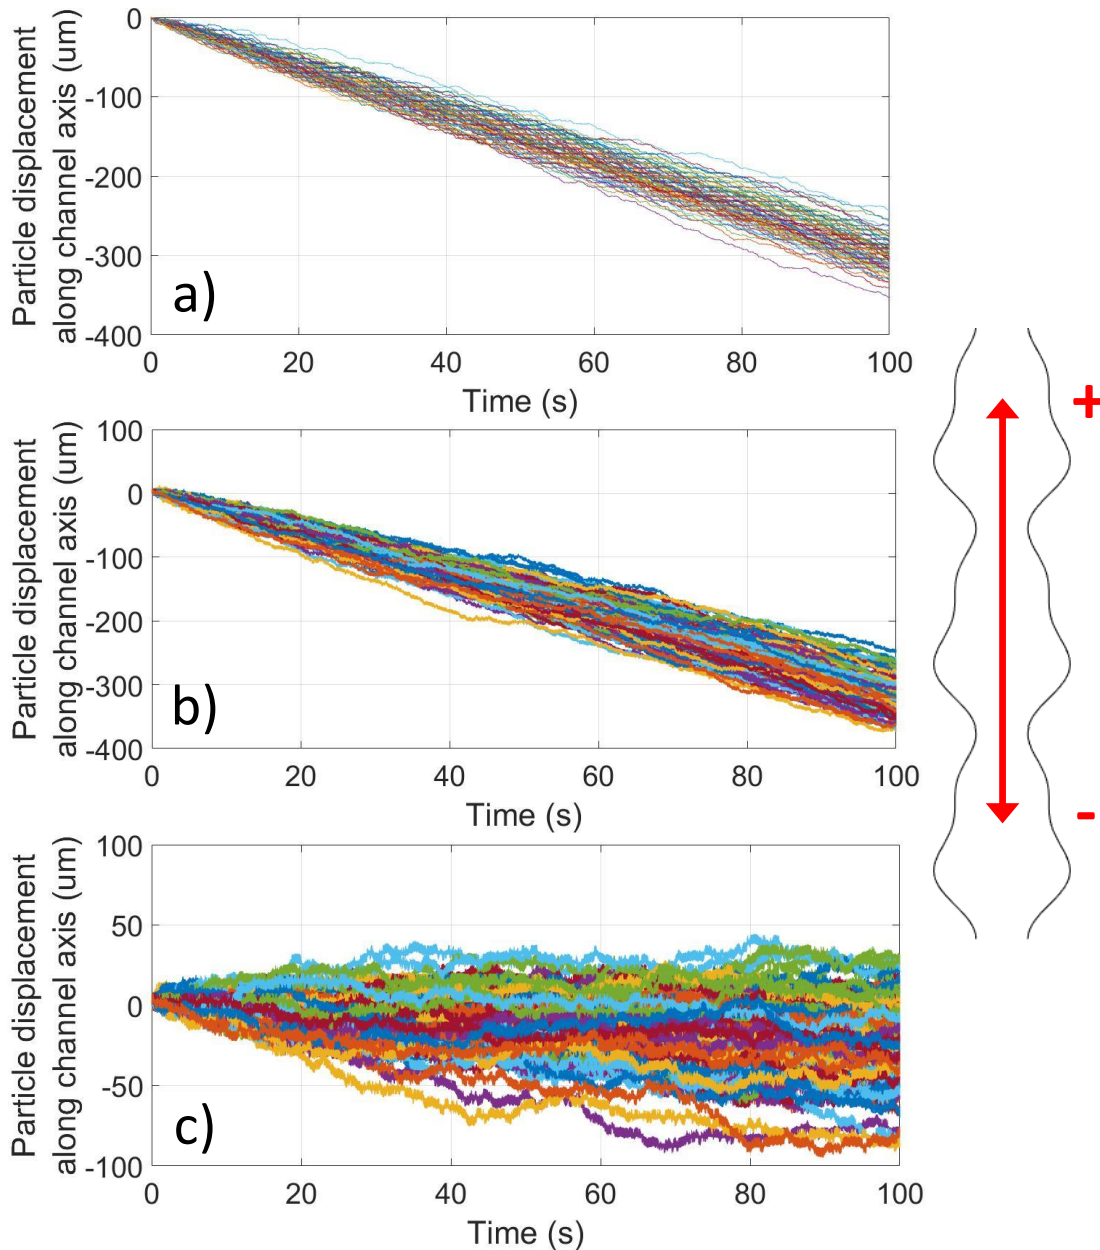 Particle displacement
along channel axis (um)
0
-100
-200
-300
-400
a)
0 20 40 60 80 100
Time (s)
+
-
Particle displacement
along channel axis (um)
100
0
-100
-200
-300
-400
b)
0 20 40 60 80 100
Time (s)
Particle displacement
along channel axis (um)
100
50
0
-50
-100
c)
0 20 40 60 80 100
Time (s)